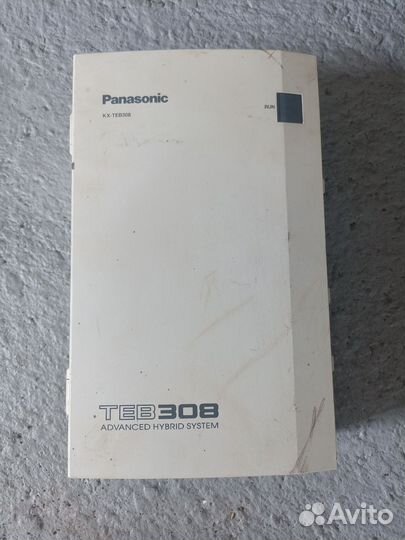 Panasonic
KX-TEB308
RUN
TEB308
ADVANCED HYBRID SYSTEM
Avito